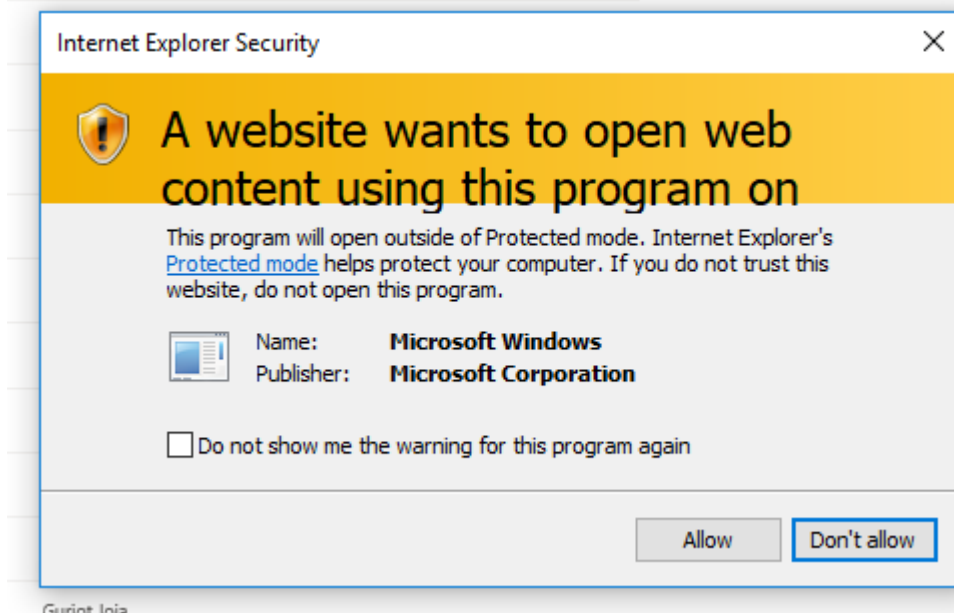 Internet Explorer Security
A website wants to open web
content using this program on
This program will open outside of Protected mode. Internet Explorer's
Protected mode helps protect your computer. If you do not trust this
website, do not open this program.
Name: Microsoft Windows
Publisher: Microsoft Corporation
Do not show me the warning for this program again
Allow Don't allow